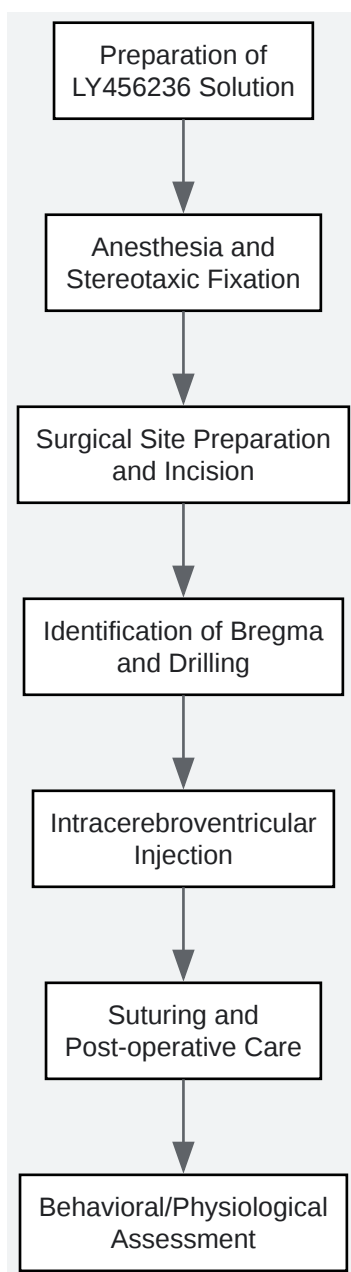 Preparation of
LY456236 Solution
Anesthesia and
Stereotaxic Fixation
Surgical Site Preparation
and Incision
Identification of Bregma
and Drilling
Intracerebroventricular
Injection
Suturing and
Post-operative Care
Behavioral/Physiological
Assessment